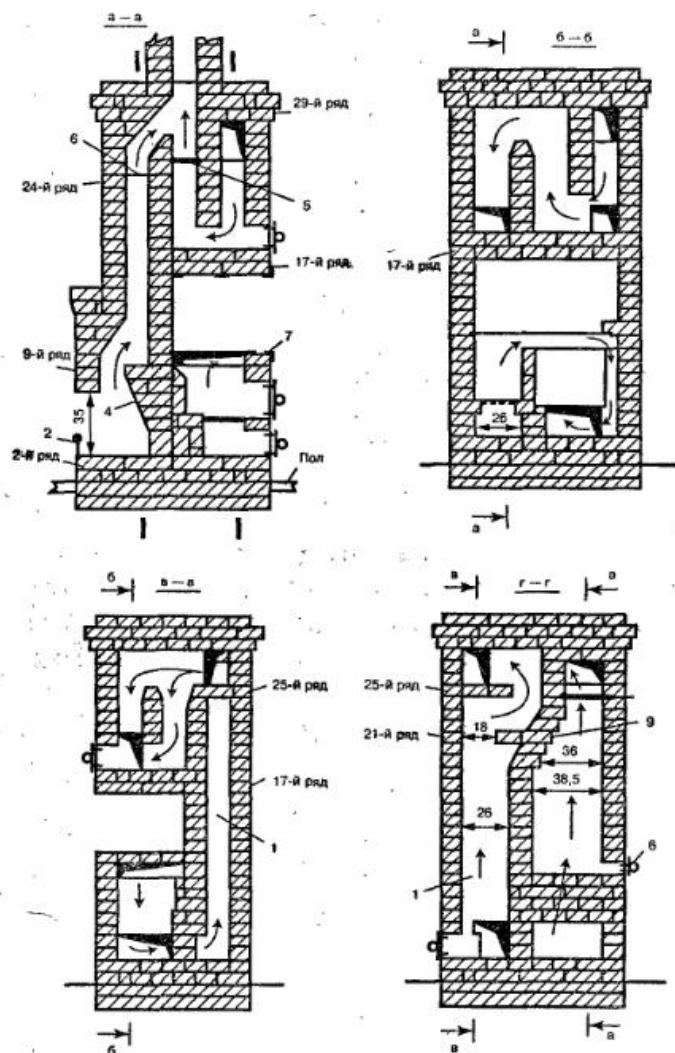 а — а
29-й ряд
6
24-й ряд
5
17-й ряд
7
9-й ряд
35
4
2
2-й ряд
Пол
а
б — б
17-й ряд
26
а
б
в — в
25-й ряд
17-й ряд
1
б
в
г — г
а
25-й ряд
18
21-й ряд
9
36
38,5
26
1
6
в
а